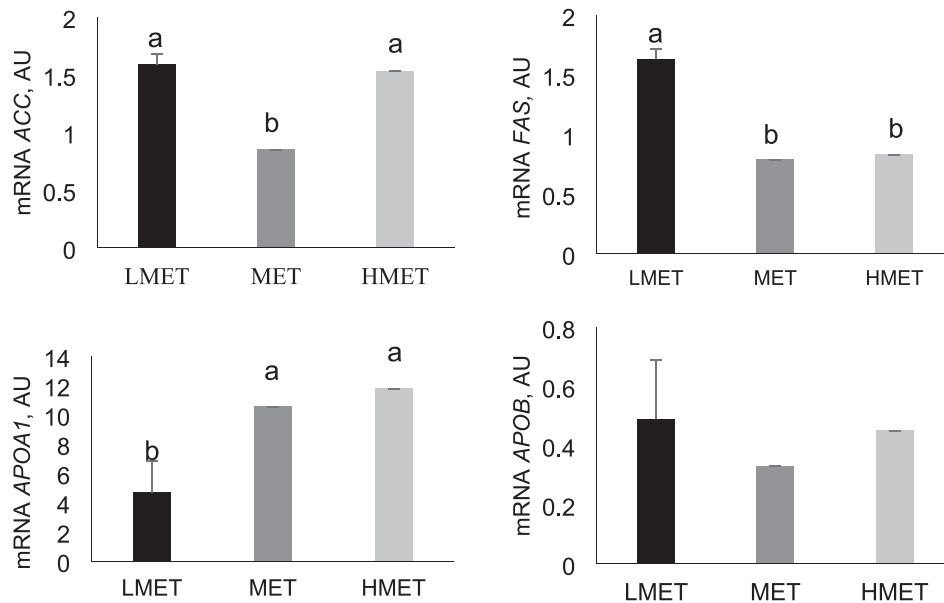 mRNA ACC, AU
2
1.5
1
0.5
0
a
b
a
LMET
MET
HMET
mRNA FAS, AU
2
1.5
1
0.5
0
a
b
b
LMET
MET
HMET
mRNA APOA1, AU
14
12
10
8
6
4
2
0
b
a
a
LMET
MET
HMET
mRNA APOB, AU
0.8
0.6
0.4
0.2
0
LMET
MET
HMET